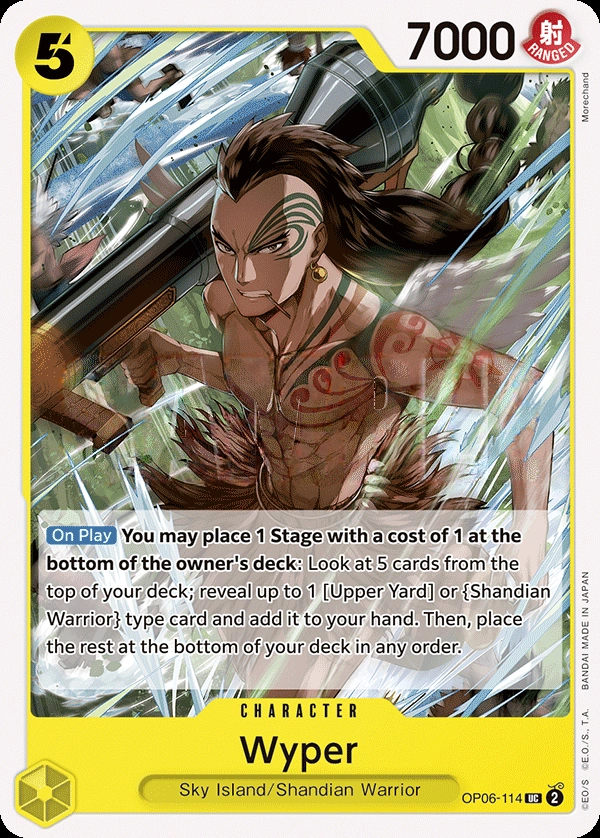 5
7000
射
RANGED
Morechand
On Play You may place 1 Stage with a cost of 1 at the
bottom of the owner's deck: Look at 5 cards from the
top of your deck; reveal up to 1 [Upper Yard] or {Shandian
Warrior} type card and add it to your hand. Then, place
the rest at the bottom of your deck in any order.
CHARACTER
Wyper
Sky Island/Shandian Warrior
OP06-114 UC 2
©E.O./S., T.A. BANDAI MADE IN JAPAN
©EO/S